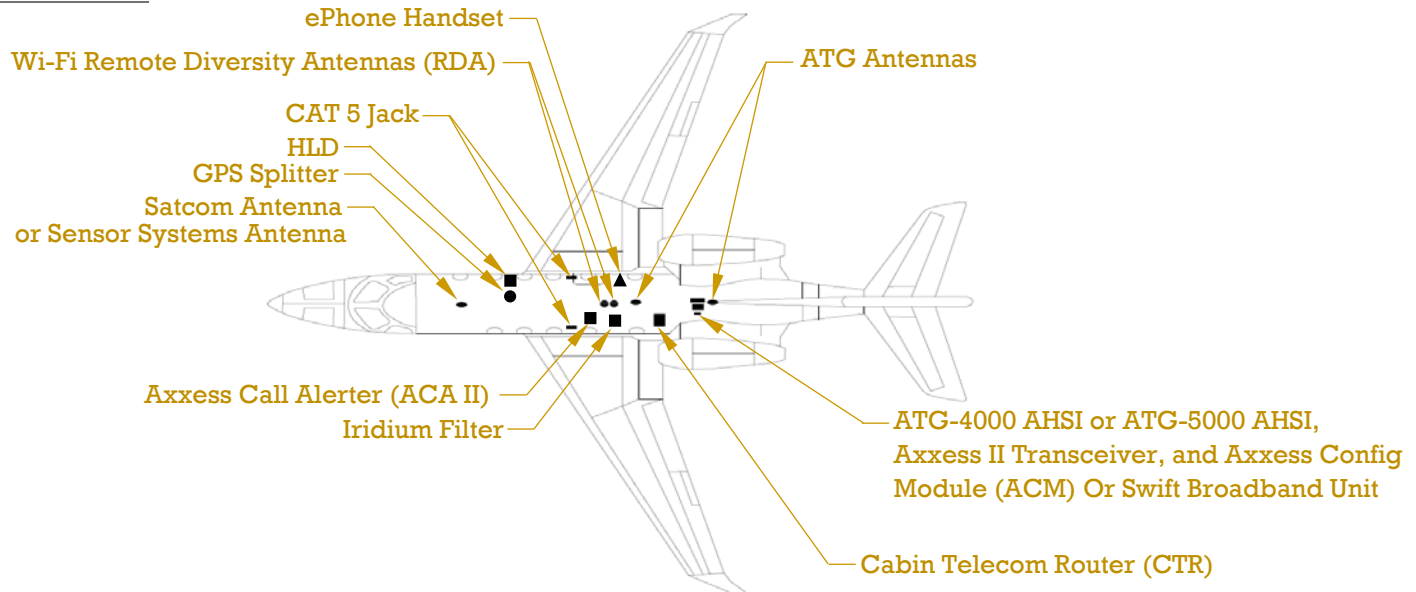 ePhone Handset
Wi-Fi Remote Diversity Antennas (RDA)
ATG Antennas
CAT 5 Jack
HLD
GPS Splitter
Satcom Antenna
or Sensor Systems Antenna
Axxess Call Alerter (ACA II)
Iridium Filter
ATG-4000 AHSI or ATG-5000 AHSI,
Axxess II Transceiver, and Axxess Config
Module (ACM) Or Swift Broadband Unit
Cabin Telecom Router (CTR)